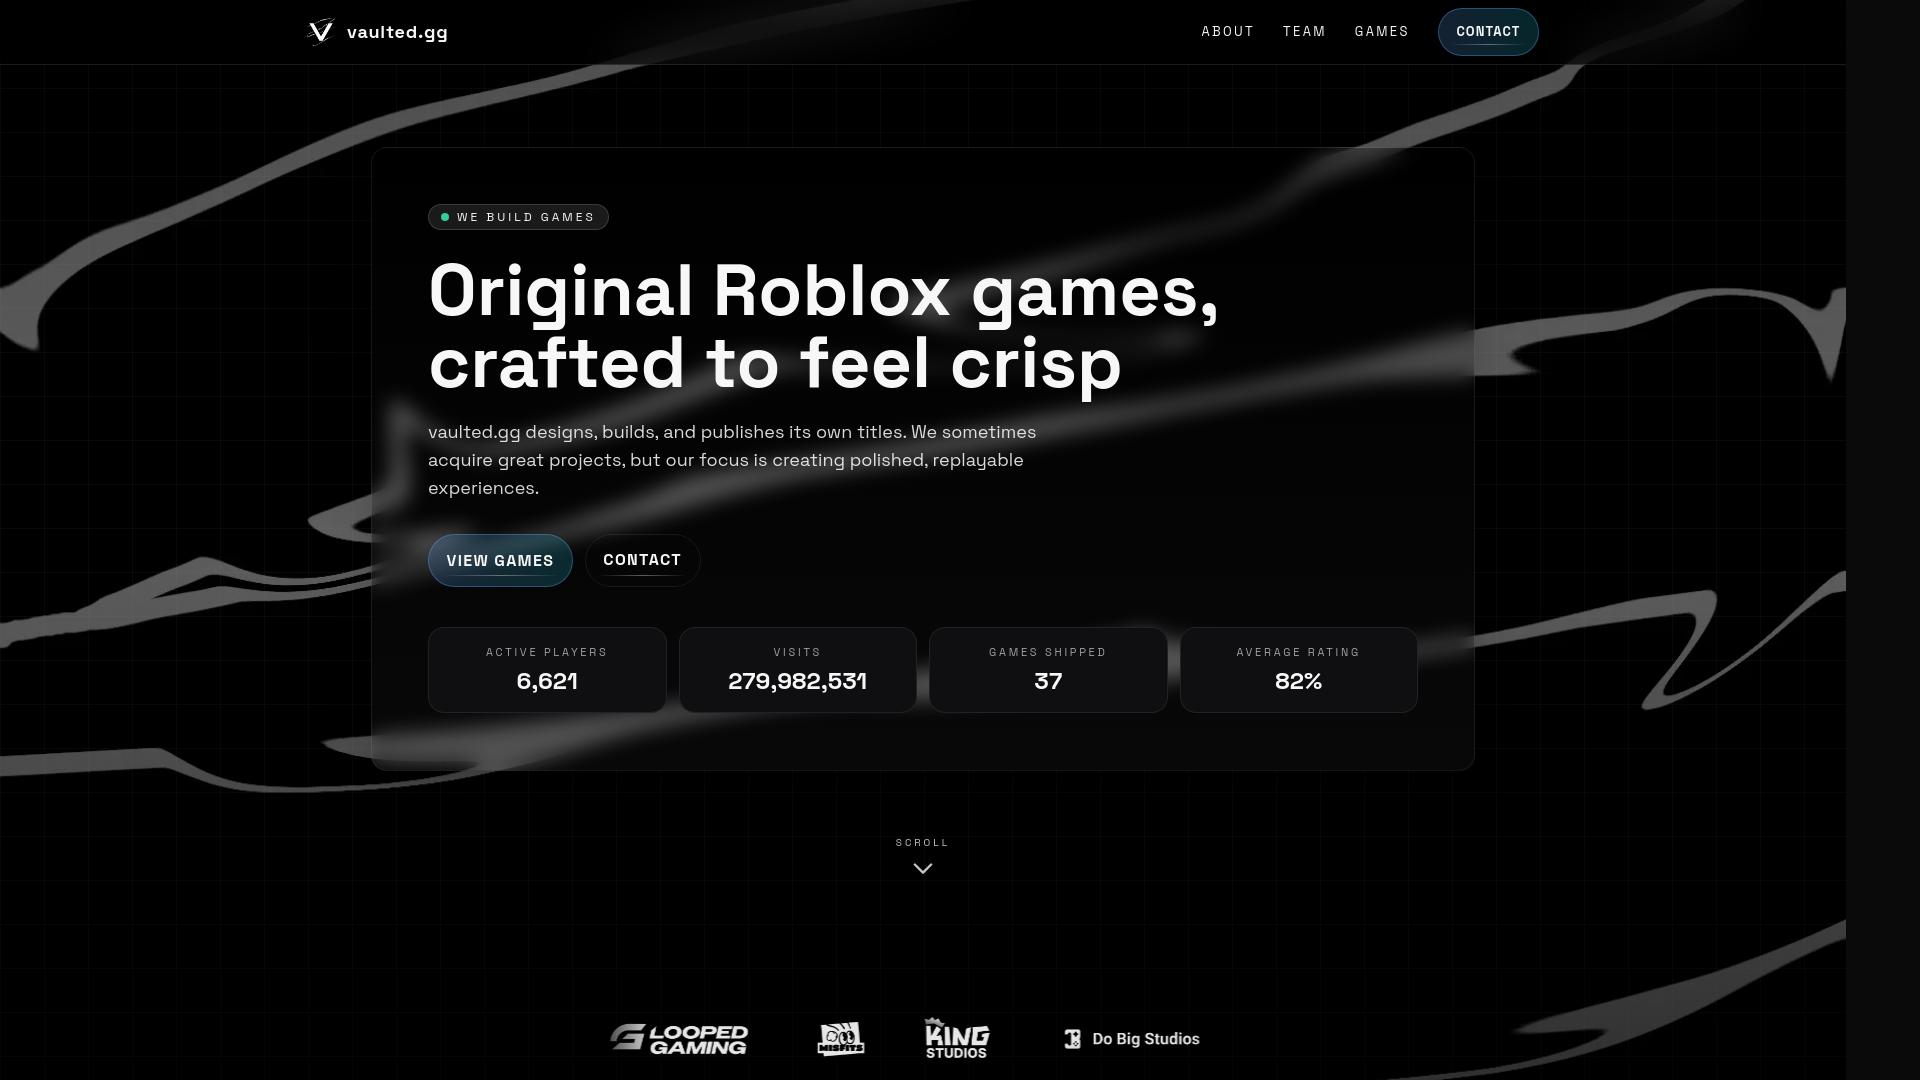 vaulted.gg
ABOUT
TEAM
GAMES
CONTACT
WE BUILD GAMES
Original Roblox games,
crafted to feel crisp
vaulted.gg designs, builds, and publishes its own titles. We sometimes
acquire great projects, but our focus is creating polished, replayable
experiences.
VIEW GAMES
CONTACT
ACTIVE PLAYERS
6,621
VISITS
279,982,531
GAMES SHIPPED
37
AVERAGE RATING
82%
SCROLL
LOOPED
GAMING
MISFITS
KING
STUDIOS
Do Big Studios